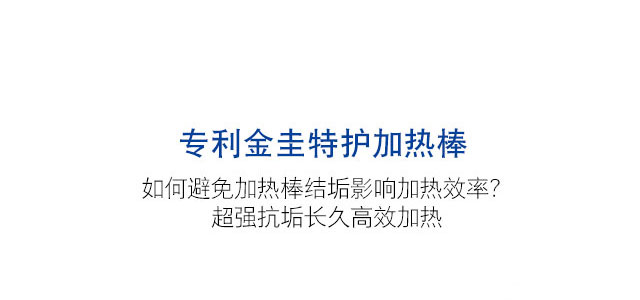 专利金圭特护加热棒
如何避免加热棒结垢影响加热效率？
超强抗垢长久高效加热